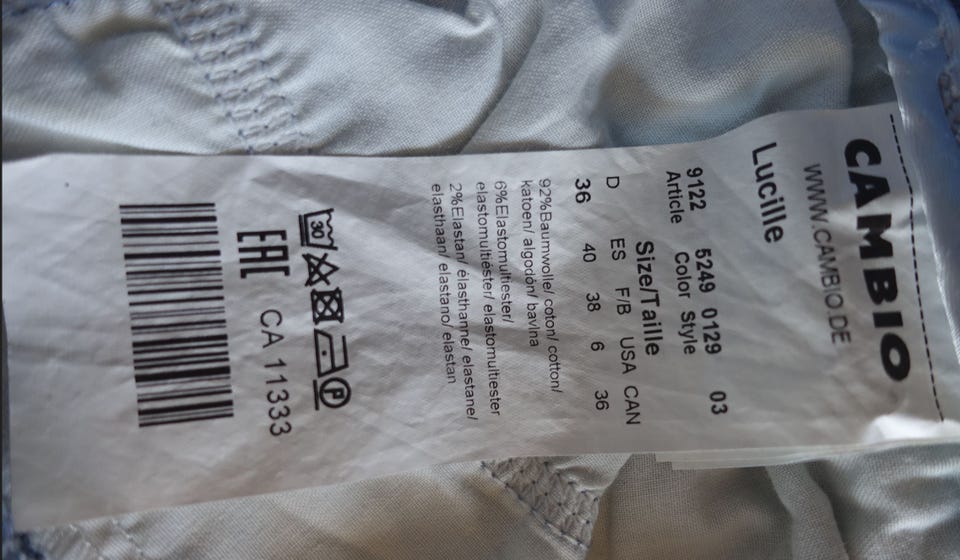 CAMBIO
WWW.CAMBIO.DE
Lucille
9122 5249 0129 03
Article Color Style
Size/Taille
D ES F/B USA CAN
36 40 38 6 36
92%Baumwolle/ coton/ cotton/
katoen/ algodón/ bavlna
6%Elastomultiester/
elastomultiéster/ elastomultiester
2%Elastan/ élasthanne/ elastane/
elasthaan/ elastano/ elastan
30 P
EAC CA 11333